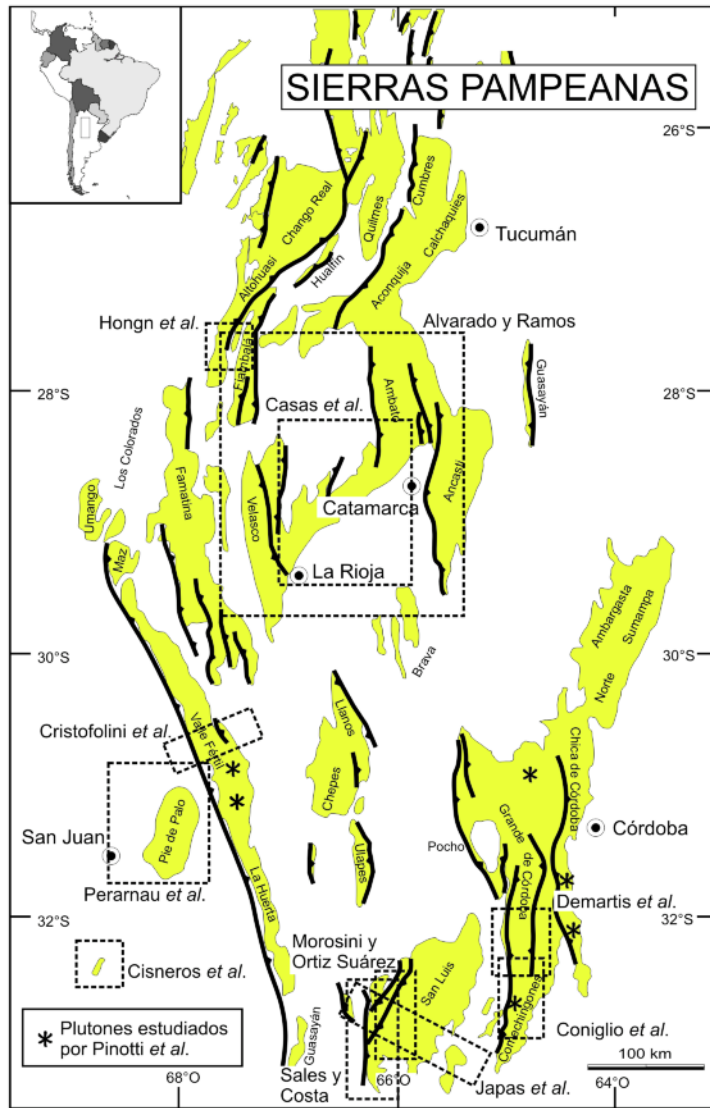 SIERRAS PAMPEANAS
26°S
Chango Real
Quilmes
Cumbres
Calchaquies
Tucumán
Altohuasi
Hualfín
Aconquija
Hongn et al.
Alvarado y Ramos
Fiambalá
28°S
28°S
Casas et al.
Ambato
Guasayán
Los Colorados
Famatina
Umango
Velasco
Catamarca
Ancasti
Maz
La Rioja
Ambargasta
Sumampa
30°S
30°S
Brava
Norte
Llanos
Cristofolini et al.
Valle Fértil
Chica de Córdoba
Chepes
Pie de Palo
Grande
de Córdoba
Córdoba
San Juan
Pocho
Ulapes
Perarnau et al.
La Huerta
Demartis et al.
32°S
32°S
Morosini y
Ortiz Suárez
Cisneros et al.
San Luis
Comechingones
Plutones estudiados
por Pinotti et al.
Guasayán
Coniglio et al.
100 km
Sales y
Costa
68°O
66°O
64°O
Japas et al.